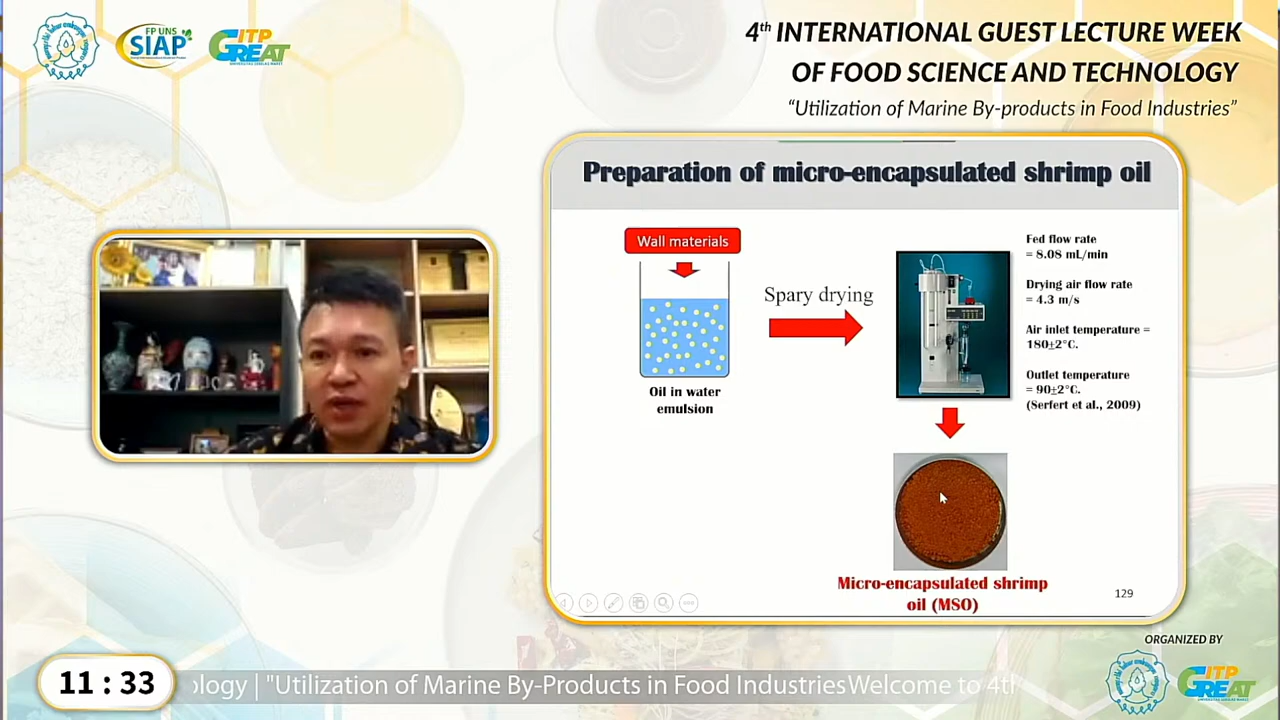 FP UNS
SIAP
ITP
GREAT
4th INTERNATIONAL GUEST LECTURE WEEK
OF FOOD SCIENCE AND TECHNOLOGY
“Utilization of Marine By-products in Food Industries”
Preparation of micro-encapsulated shrimp oil
Wall materials
Spary drying
Oil in water
emulsion
Fed flow rate
= 8.08 mL/min
Drying air flow rate
= 4.3 m/s
Air inlet temperature =
180±2°C.
Outlet temperature
= 90±2°C.
(Serfert et al., 2009)
Micro-encapsulated shrimp
oil (MSO)
129
ORGANIZED BY
ITP
GREAT
11 : 33
ology | "Utilization of Marine By-Products in Food IndustriesWelcome to 4th